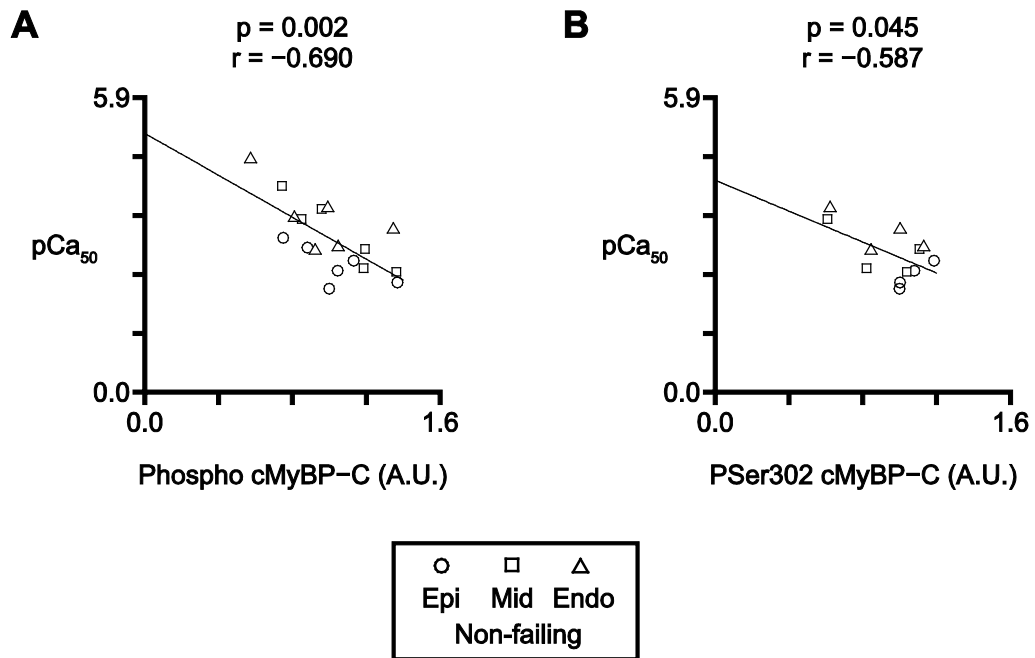 A
p = 0.002
r = −0.690
5.9
pCa50
0.0
0.0 1.6
Phospho cMyBP−C (A.U.)
B
p = 0.045
r = −0.587
5.9
pCa50
5.0
0.0 1.6
PSer302 cMyBP−C (A.U.)
Epi Mid Endo
Non-failing